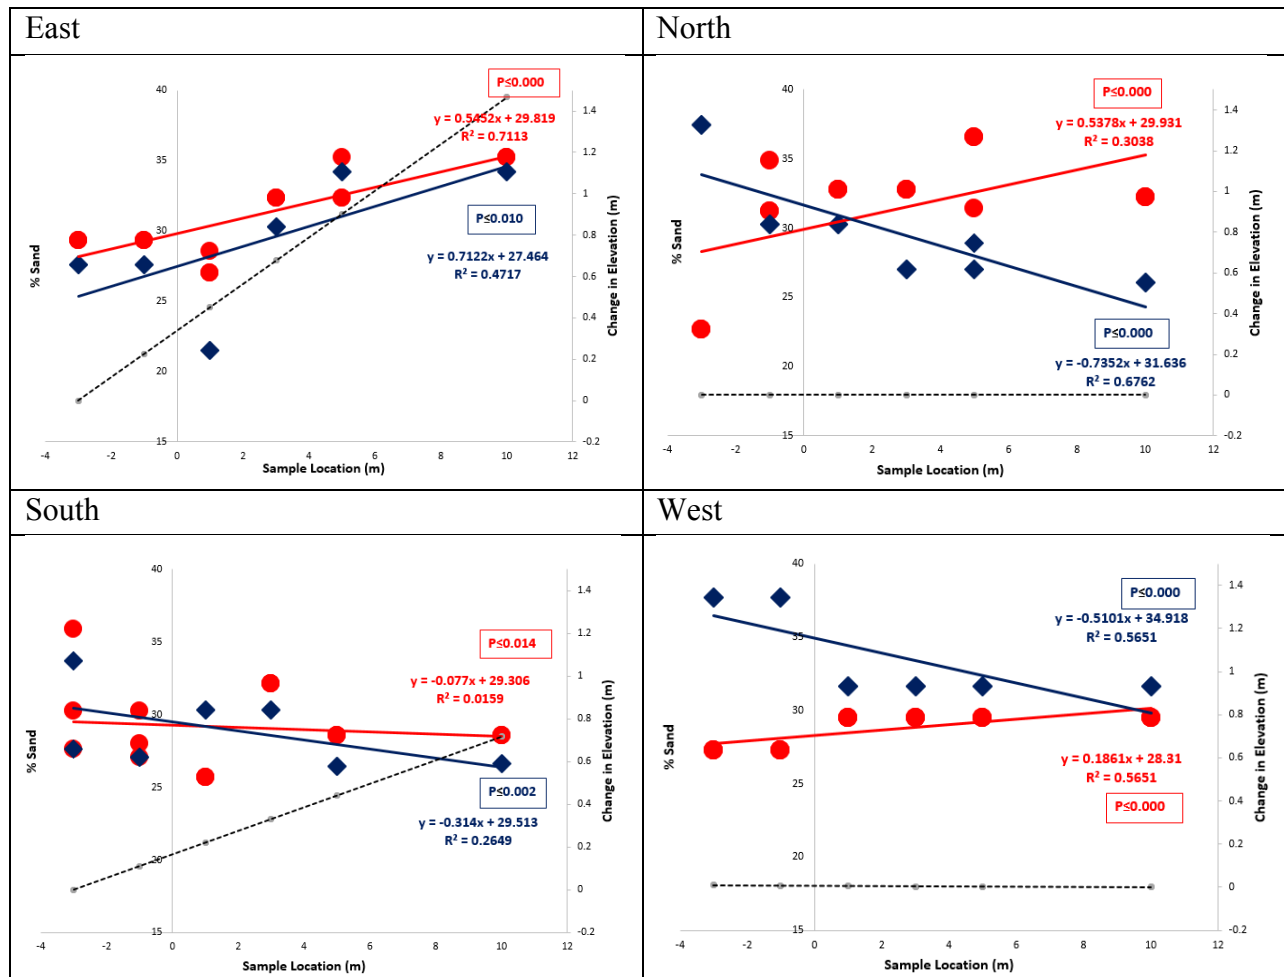 East
P≤0.000
y = 0.5452x + 29.819
R² = 0.7113
P≤0.010
y = 0.7122x + 27.464
R² = 0.4717
40
35
30
25
20
15
1.4
1.2
1
0.8
0.6
0.4
0.2
0
-0.2
-4
-2
0
2
4
6
8
10
12
% Sand
Change in Elevation (m)
Sample Location (m)
North
P≤0.000
y = 0.5378x + 29.931
R² = 0.3038
P≤0.000
y = -0.7352x + 31.636
R² = 0.6762
40
35
30
25
20
15
1.4
1.2
1
0.8
0.6
0.4
0.2
0
-0.2
-4
-2
0
2
4
6
8
10
12
% Sand
Change in Elevation (m)
Sample Location (m)
South
P≤0.014
y = -0.077x + 29.306
R² = 0.0159
P≤0.002
y = -0.314x + 29.513
R² = 0.2649
40
35
30
25
20
15
1.4
1.2
1
0.8
0.6
0.4
0.2
0
-0.2
-4
-2
0
2
4
6
8
10
12
% Sand
Change in Elevation (m)
Sample Location (m)
West
P≤0.000
y = -0.5101x + 34.918
R² = 0.5651
y = 0.1861x + 28.31
R² = 0.5651
P≤0.000
40
35
30
25
20
15
1.4
1.2
1
0.8
0.6
0.4
0.2
0
-0.2
-4
-2
0
2
4
6
8
10
12
% Sand
Change in Elevation (m)
Sample Location (m)